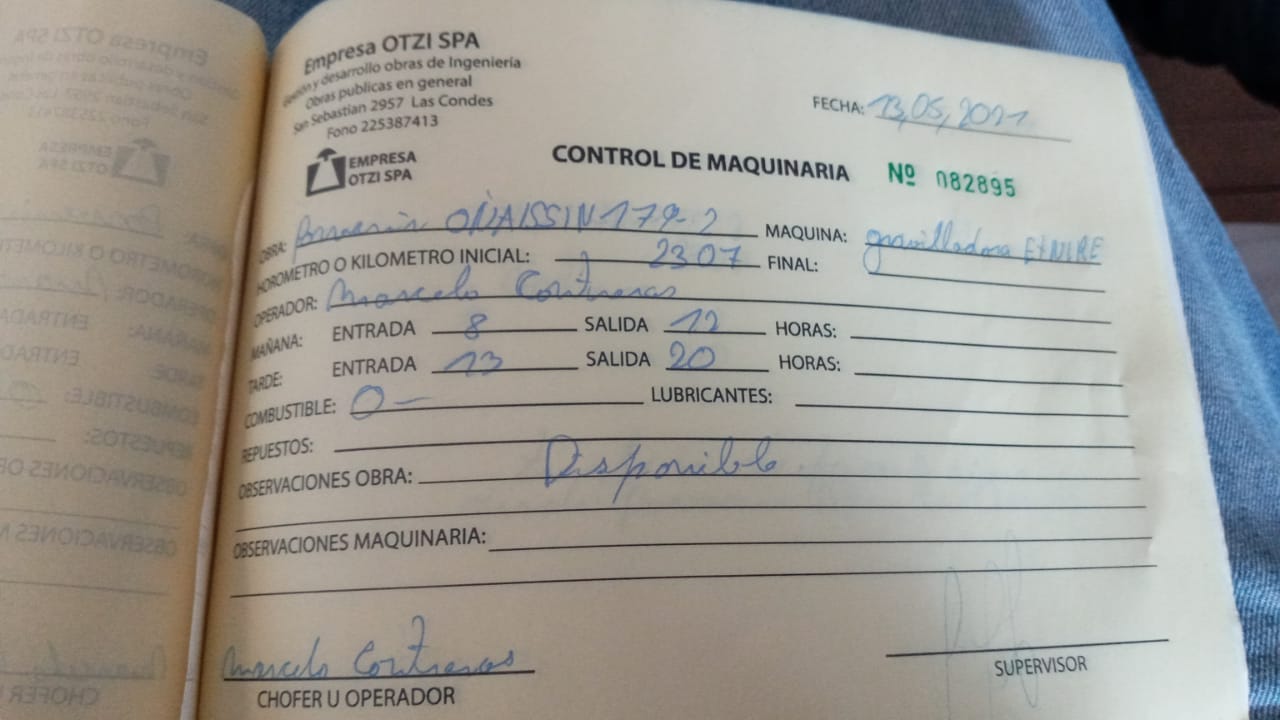 Empresa OTZI SPA
Gestión y desarrollo obras de Ingeniería
Obras publicas en general
San Sebastian 2957 Las Condes
Fono 225387413
EMPRESA
OTZI SPA
FECHA: 13,05,2021
CONTROL DE MAQUINARIA Nº 082895
OBRA: 179-2 MAQUINA: gravilladora
HOROMETRO O KILOMETRO INICIAL: 2307 FINAL:
OPERADOR: Marcelo Contreras
MAÑANA: ENTRADA 8 SALIDA 12 HORAS:
TARDE: ENTRADA 13 SALIDA 20 HORAS:
COMBUSTIBLE: 0- LUBRICANTES:
REPUESTOS:
OBSERVACIONES OBRA: Disponible
OBSERVACIONES MAQUINARIA:
Marcelo Contreras
CHOFER U OPERADOR
SUPERVISOR